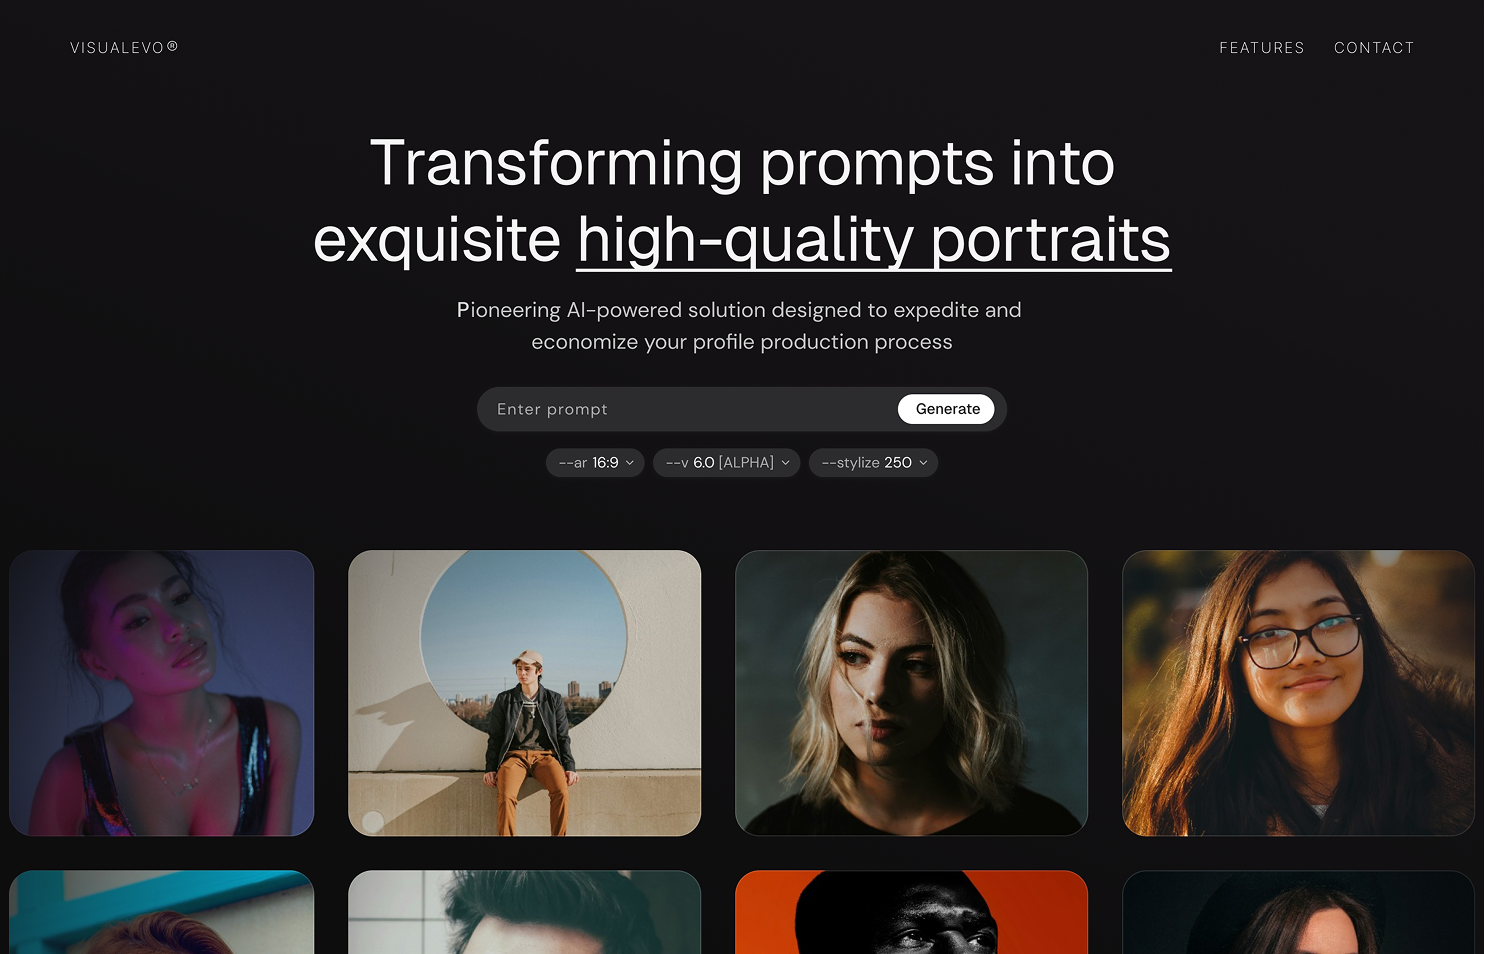 VISUALEVO®
FEATURES CONTACT
Transforming prompts into
exquisite high-quality portraits
Pioneering AI-powered solution designed to expedite and
economize your profile production process
Enter prompt
Generate
--ar 16:9
--v 6.0 [ALPHA]
--stylize 250